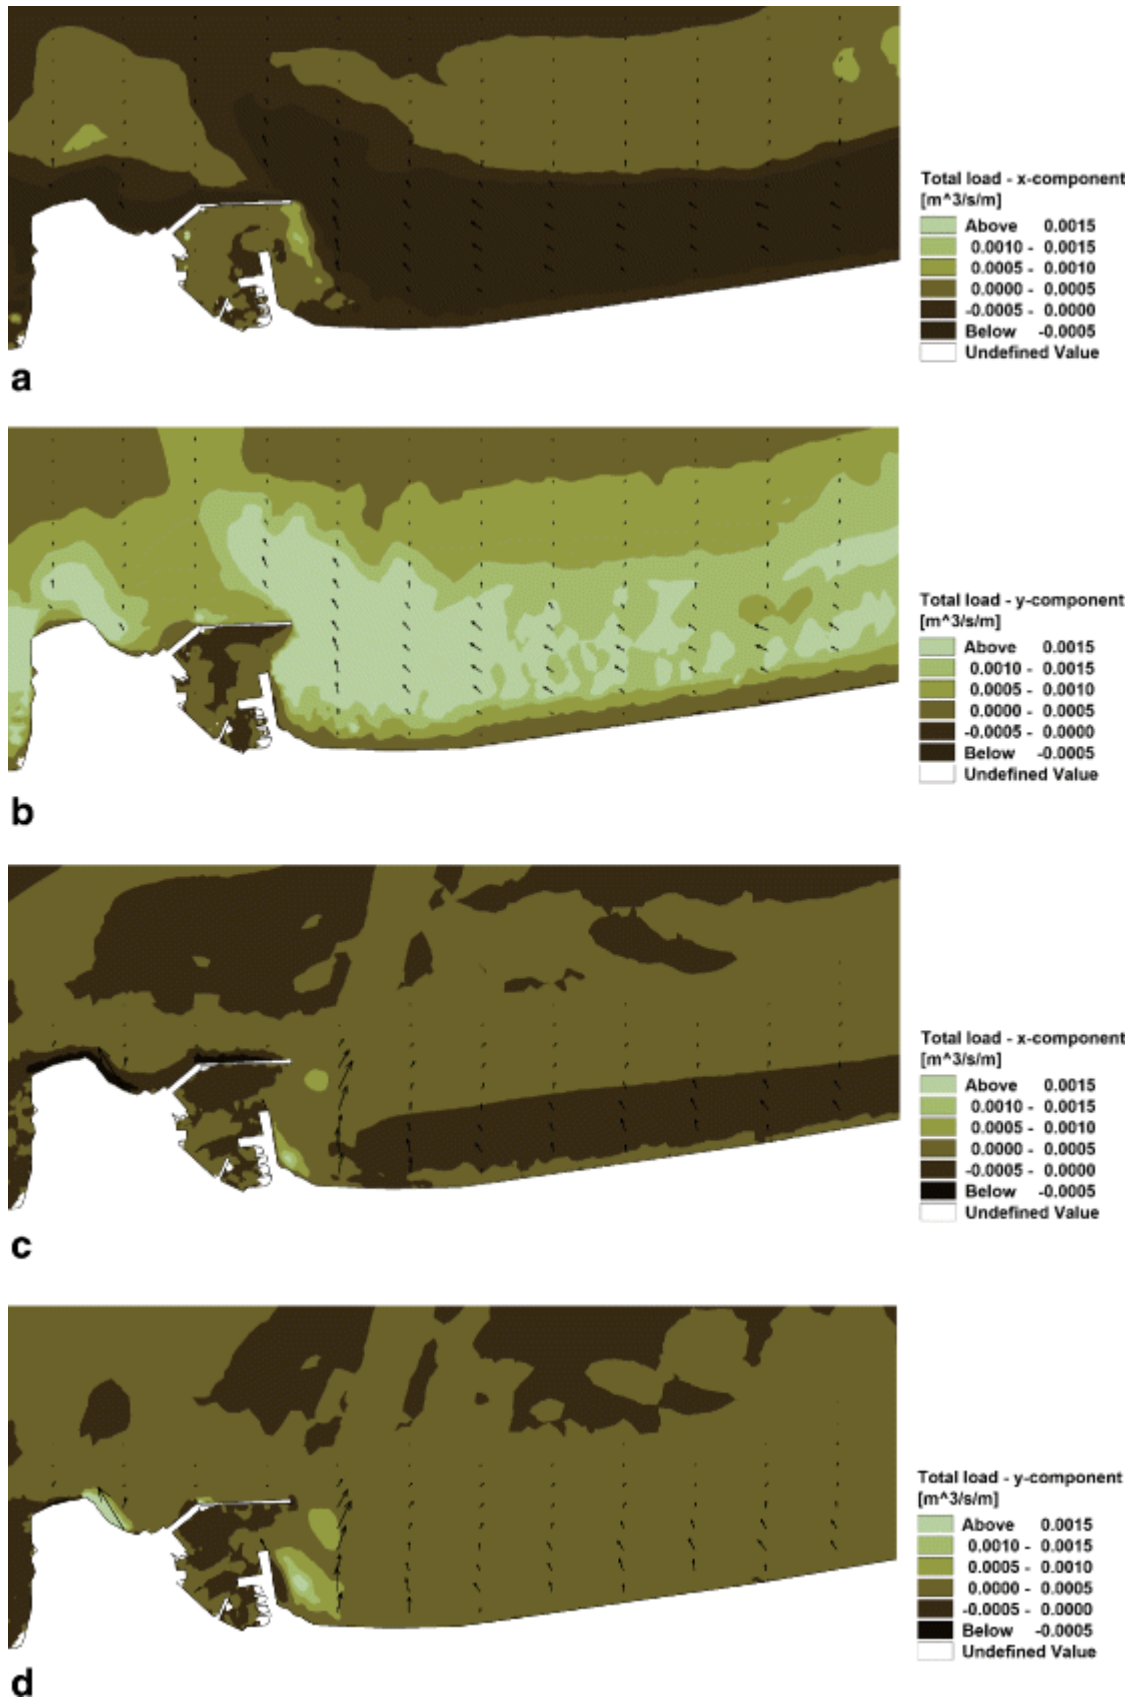 Total load - x-component
[m^3/s/m]
Above 0.0015
0.0010 - 0.0015
0.0005 - 0.0010
0.0000 - 0.0005
-0.0005 - 0.0000
Below -0.0005
Undefined Value
a
Total load - y-component
[m^3/s/m]
Above 0.0015
0.0010 - 0.0015
0.0005 - 0.0010
0.0000 - 0.0005
-0.0005 - 0.0000
Below -0.0005
Undefined Value
b
Total load - x-component
[m^3/s/m]
Above 0.0015
0.0010 - 0.0015
0.0005 - 0.0010
0.0000 - 0.0005
-0.0005 - 0.0000
Below -0.0005
Undefined Value
c
Total load - y-component
[m^3/s/m]
Above 0.0015
0.0010 - 0.0015
0.0005 - 0.0010
0.0000 - 0.0005
-0.0005 - 0.0000
Below -0.0005
Undefined Value
d